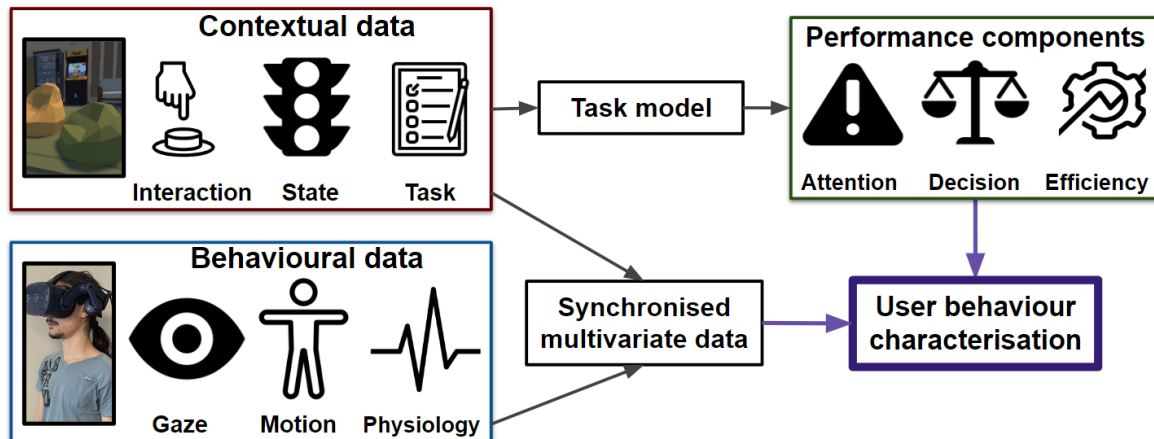 Contextual data
Interaction
State
Task
Task model
Performance components
Attention
Decision
Efficiency
Behavioural data
Gaze
Motion
Physiology
Synchronised
multivariate data
User behaviour
characterisation